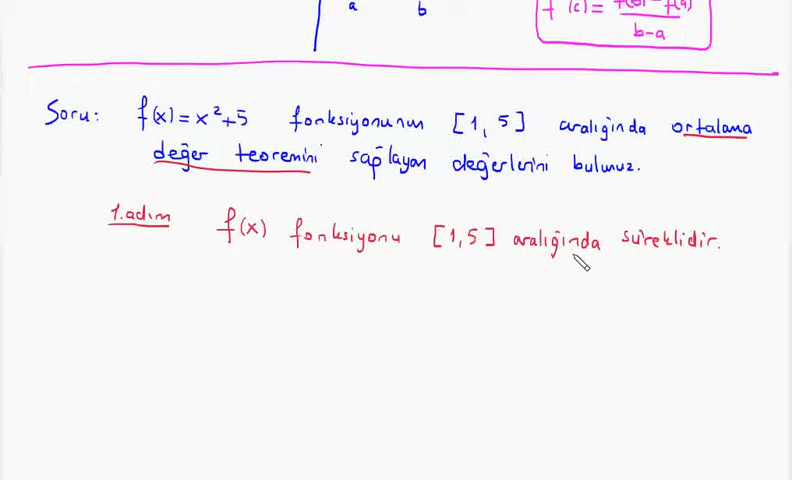 a b
f'(c) = f(b) - f(a)
b-a
Soru: f(x) = x²+5 fonksiyonunun [1, 5] aralığında ortalama
değer teoremini sağlayan değerlerini bulunuz.
1.adım f(x) fonksiyonu [1,5] aralığında süreklidir.